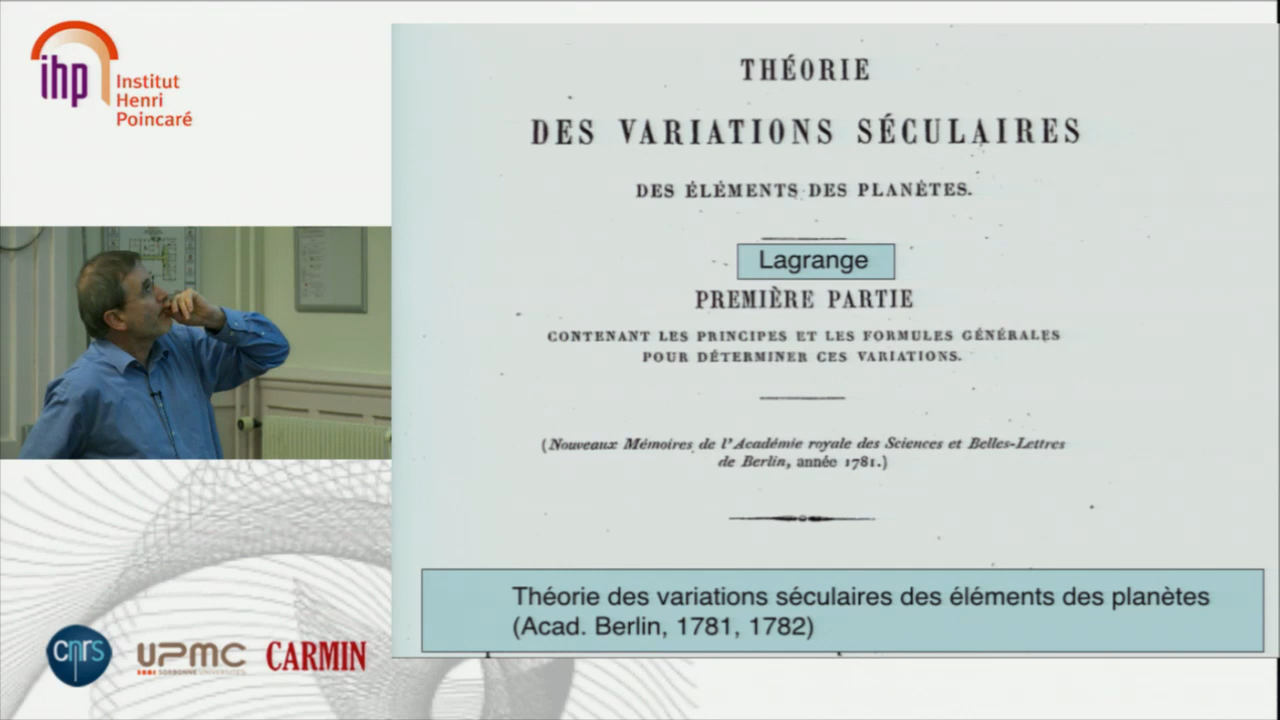 ihp
Institut
Henri
Poincaré
THÉORIE
DES VARIATIONS SÉCULAIRES
DES ÉLÉMENTS DES PLANÈTES.
Lagrange
PREMIÈRE PARTIE
CONTENANT LES PRINCIPES ET LES FORMULES GÉNÉRALES
POUR DÉTERMINER CES VARIATIONS.
(Nouveaux Mémoires de l'Académie royale des Sciences et Belles-Lettres
de Berlin, année 1781.)
Théorie des variations séculaires des éléments des planètes
(Acad. Berlin, 1781, 1782)
cnrs
UPMC
SORBONNE UNIVERSITÉS
CARMIN